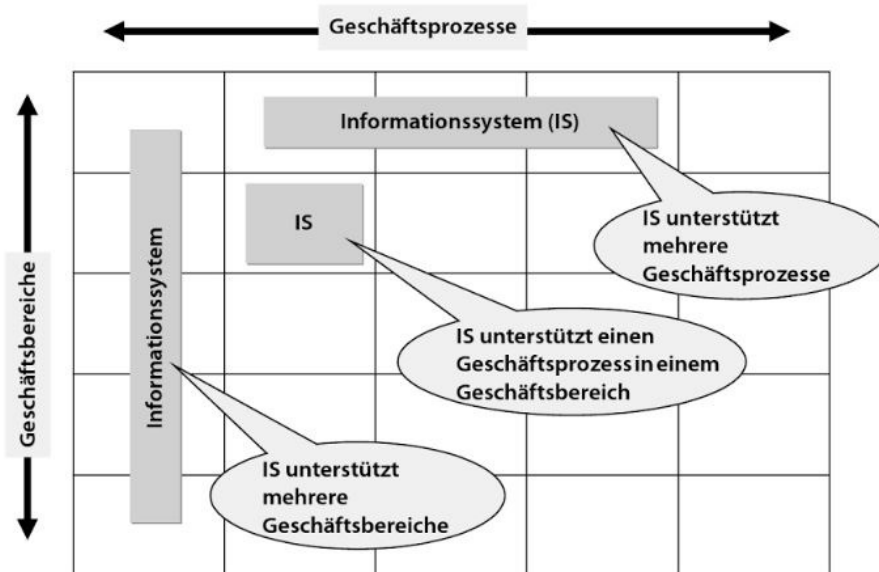 Geschäftsprozesse
Geschäftsbereiche
Informationssystem (IS)
Informationssystem
IS
IS unterstützt
mehrere
Geschäftsprozesse
IS unterstützt einen
Geschäftsprozess in einem
Geschäftsbereich
IS unterstützt
mehrere
Geschäftsbereiche